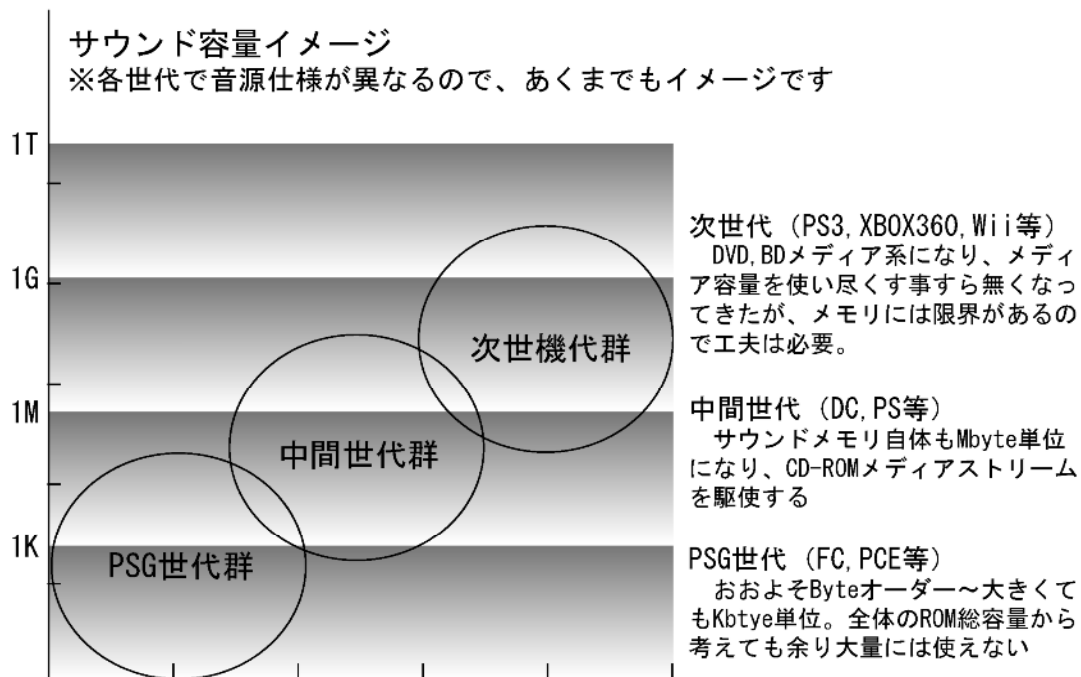 サウンド容量イメージ
※各世代で音源仕様が異なるので、あくまでもイメージです
1T
1G
1M
1K
次世機代群
中間世代群
PSG世代群
次世代 (PS3,XBOX360,Wii等)
DVD,BDメディア系になり、メディ
ア容量を使い尽くす事すら無くなっ
てきたが、メモリには限界があるの
で工夫は必要。
中間世代 (DC,PS等)
サウンドメモリ自体もMbyte単位
になり、CD-ROMメディアストリーム
を駆使する
PSG世代 (FC,PCE等)
おおよそByteオーダー～大きくて
もKbtye単位。全体のROM総容量から
考えても余り大量には使えない